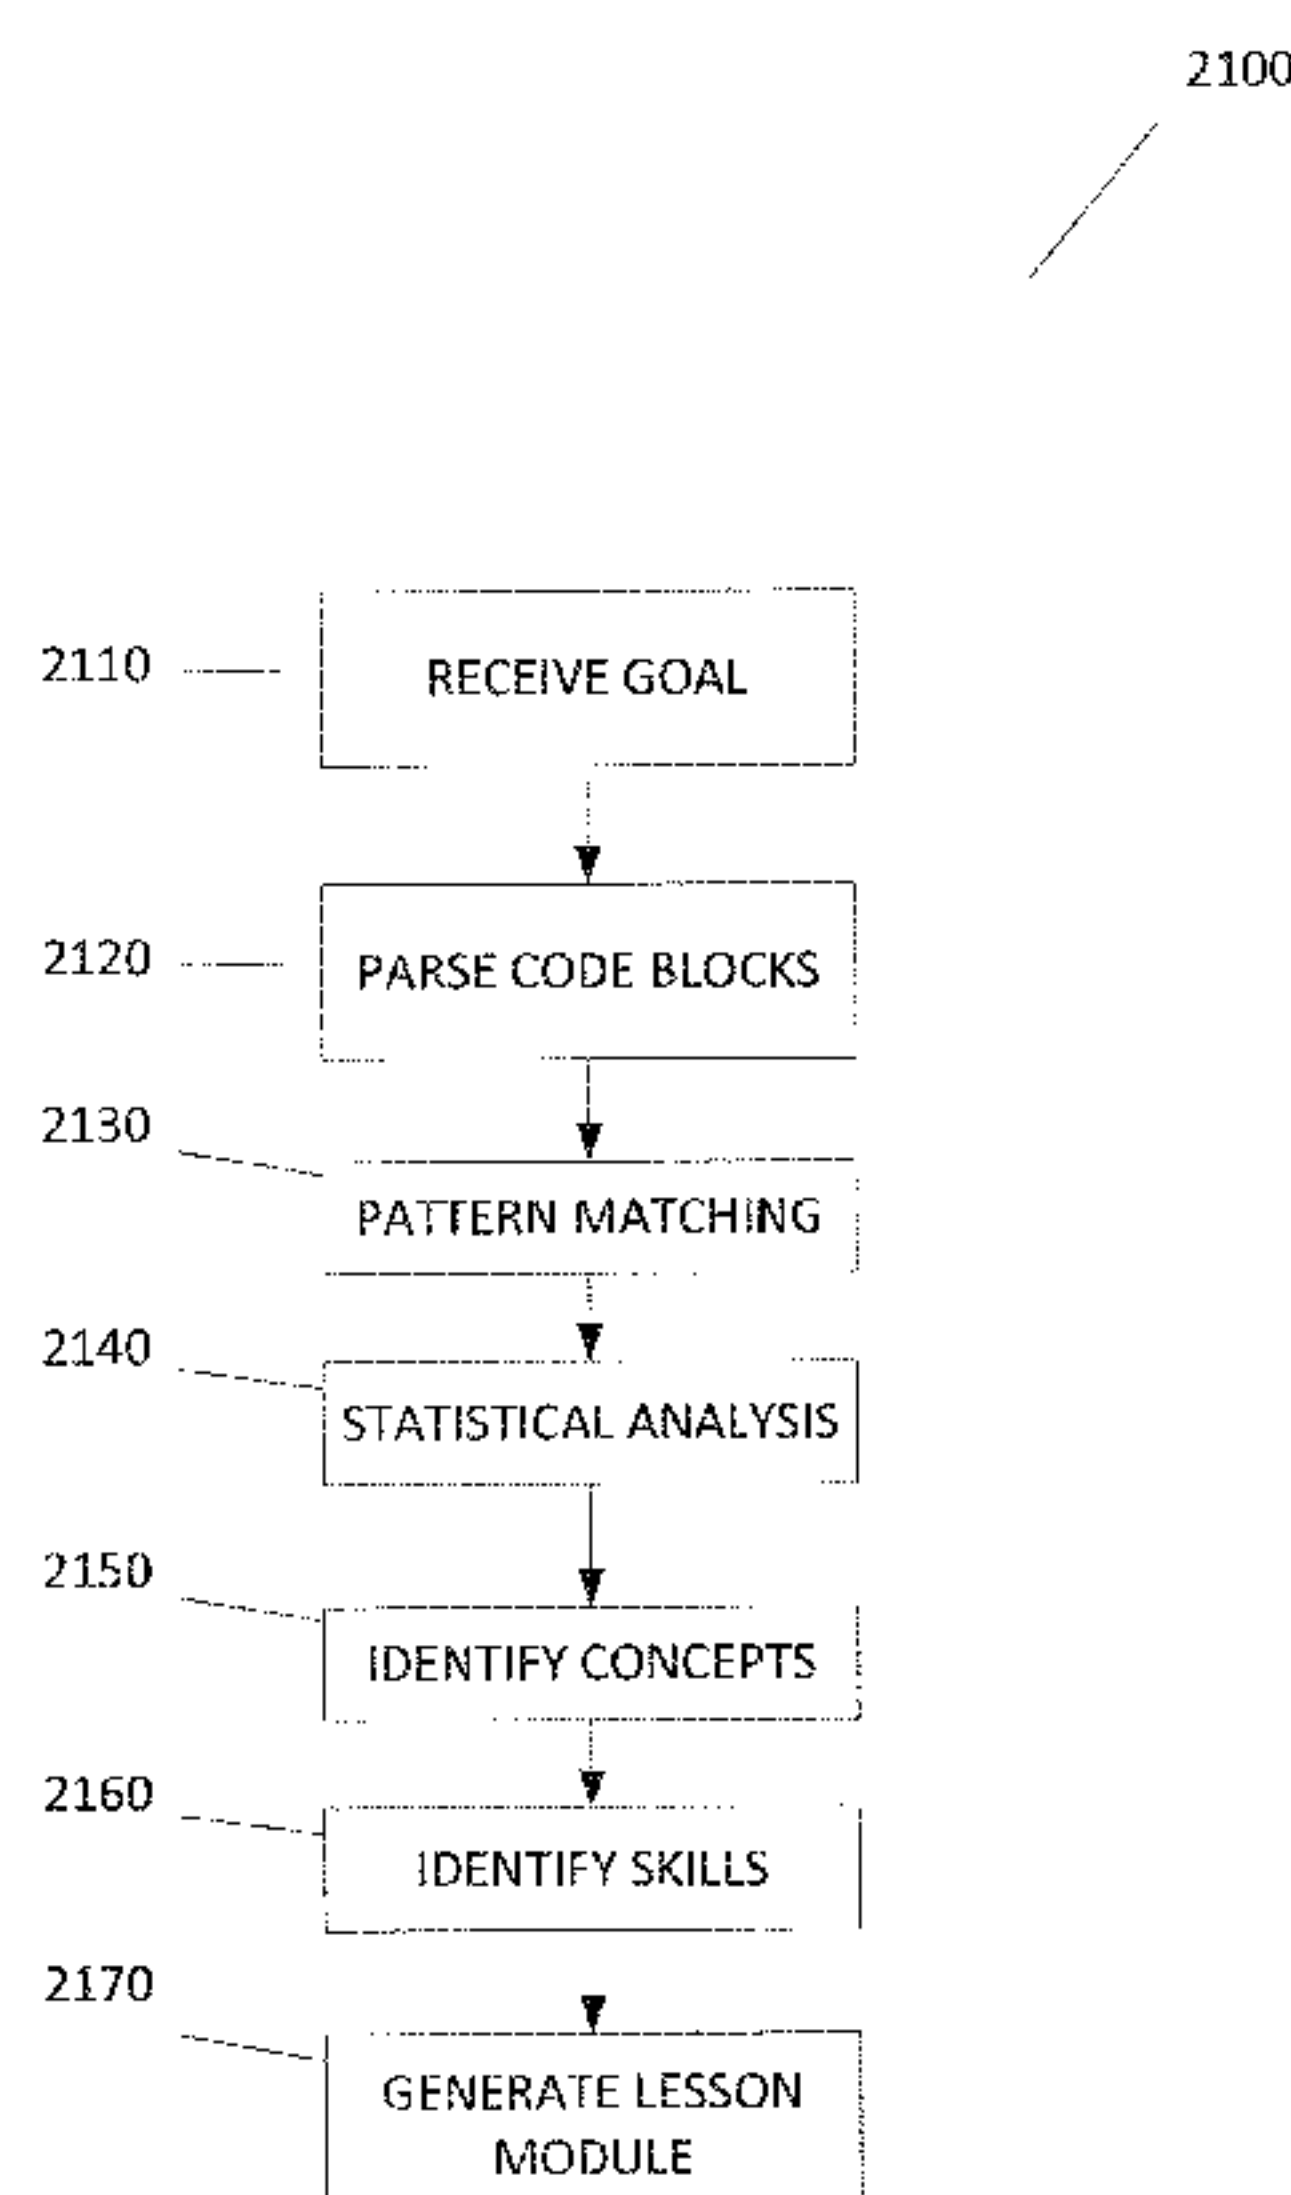 2100
2110
RECEIVE GOAL
2120
PARSE CODE BLOCKS
2130
PATTERN MATCHING
2140
STATISTICAL ANALYSIS
2150
IDENTIFY CONCEPTS
2160
IDENTIFY SKILLS
2170
GENERATE LESSON
MODULE